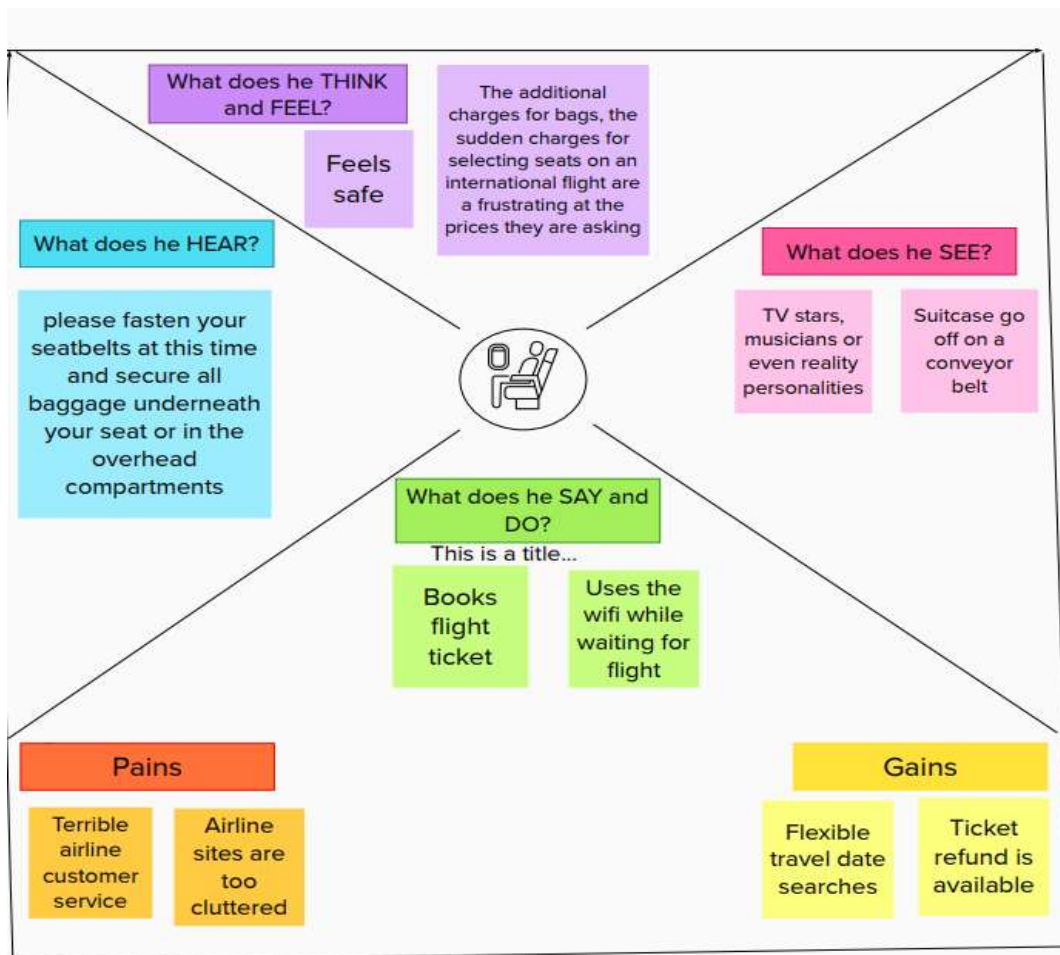 What does he THINK
and FEEL?
Feels
safe
The additional
charges for bags, the
sudden charges for
selecting seats on an
international flight are
a frustrating at the
prices they are asking
What does he HEAR?
please fasten your
seatbelts at this time
and secure all
baggage underneath
your seat or in the
overhead
compartments
What does he SEE?
TV stars,
musicians or
even reality
personalities
Suitcase go
off on a
conveyor
belt
What does he SAY and
DO?
This is a title...
Books
flight
ticket
Uses the
wifi while
waiting for
flight
Pains
Terrible
airline
customer
service
Airline
sites are
too
cluttered
Gains
Flexible
travel date
searches
Ticket
refund is
available